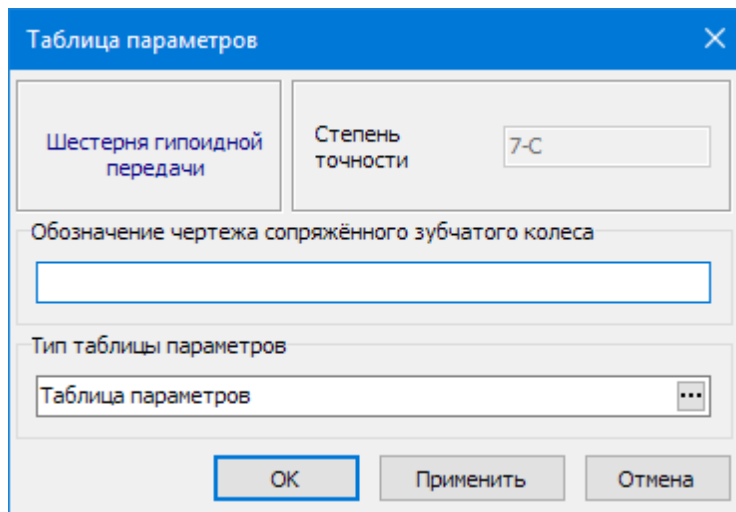 Таблица параметров
Шестерня гипоидной
передачи
Степень
точности
7-C
Обозначение чертежа сопряжённого зубчатого колеса
Тип таблицы параметров
Таблица параметров
...
ОК
Применить
Отмена